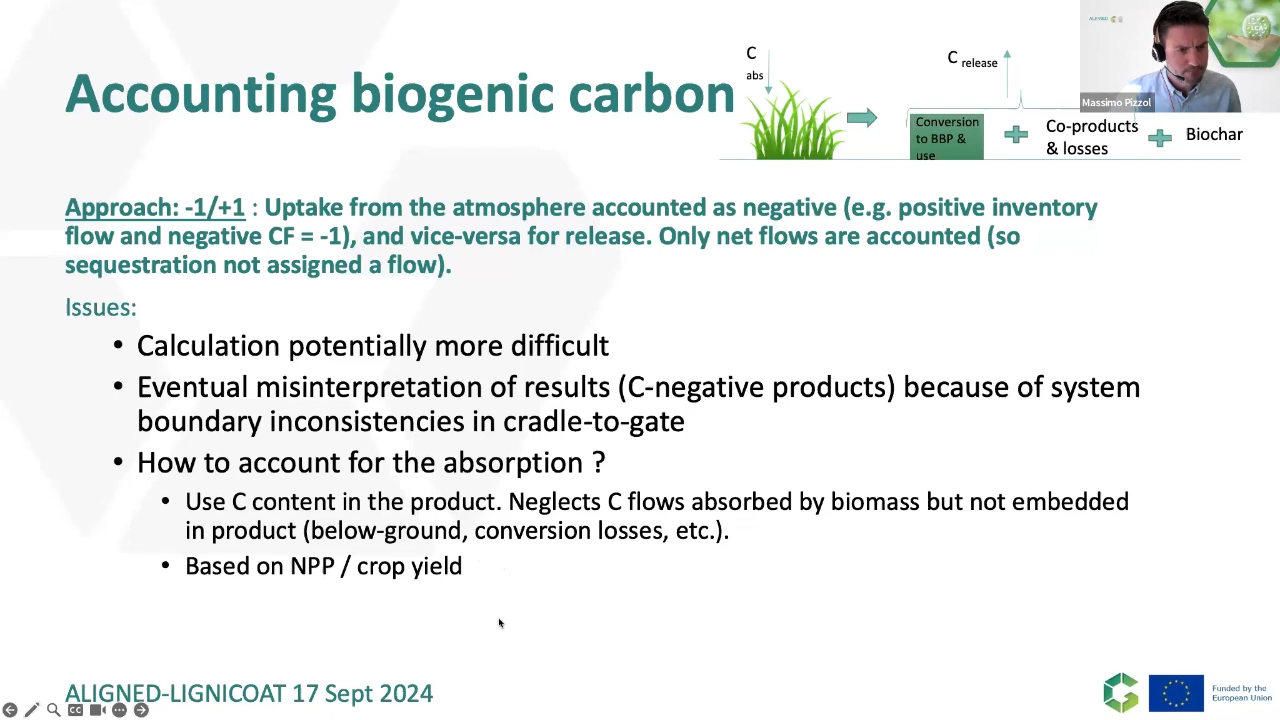 Accounting biogenic carbon
C
abs
C release
Conversion
to BBP &
use
Co-products
& losses
Biochar
Massimo Pizzol
LCA
Approach: -1/+1 : Uptake from the atmosphere accounted as negative (e.g. positive inventory
flow and negative CF = -1), and vice-versa for release. Only net flows are accounted (so
sequestration not assigned a flow).
Issues:
• Calculation potentially more difficult
• Eventual misinterpretation of results (C-negative products) because of system
boundary inconsistencies in cradle-to-gate
• How to account for the absorption ?
• Use C content in the product. Neglects C flows absorbed by biomass but not embedded
in product (below-ground, conversion losses, etc.).
• Based on NPP / crop yield
ALIGNED-LIGNICOAT 17 Sept 2024
CC
Funded by the
European Union